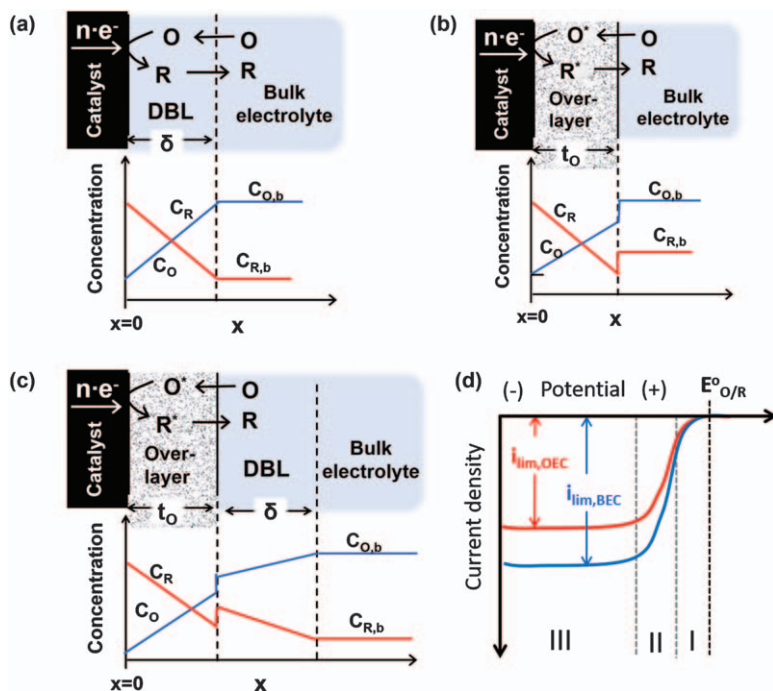 (a)
n·e⁻
O
O
R
R
Catalyst
DBL
Bulk
electrolyte
δ
Concentration
C_R
C_O,b
C_O
C_R,b
x=0
x
(b)
n·e⁻
O*
O
R*
R
Catalyst
Over-
layer
Bulk
electrolyte
t_O
Concentration
C_R
C_O,b
C_O
C_R,b
x=0
x
(c)
n·e⁻
O*
O
R*
R
Catalyst
Over-
layer
DBL
Bulk
electrolyte
t_O
δ
Concentration
C_R
C_O,b
C_O
C_R,b
x=0
x
(d)
(-) Potential (+)
E°_O/R
i_lim,OEC
i_lim,BEC
Current density
III
II
I